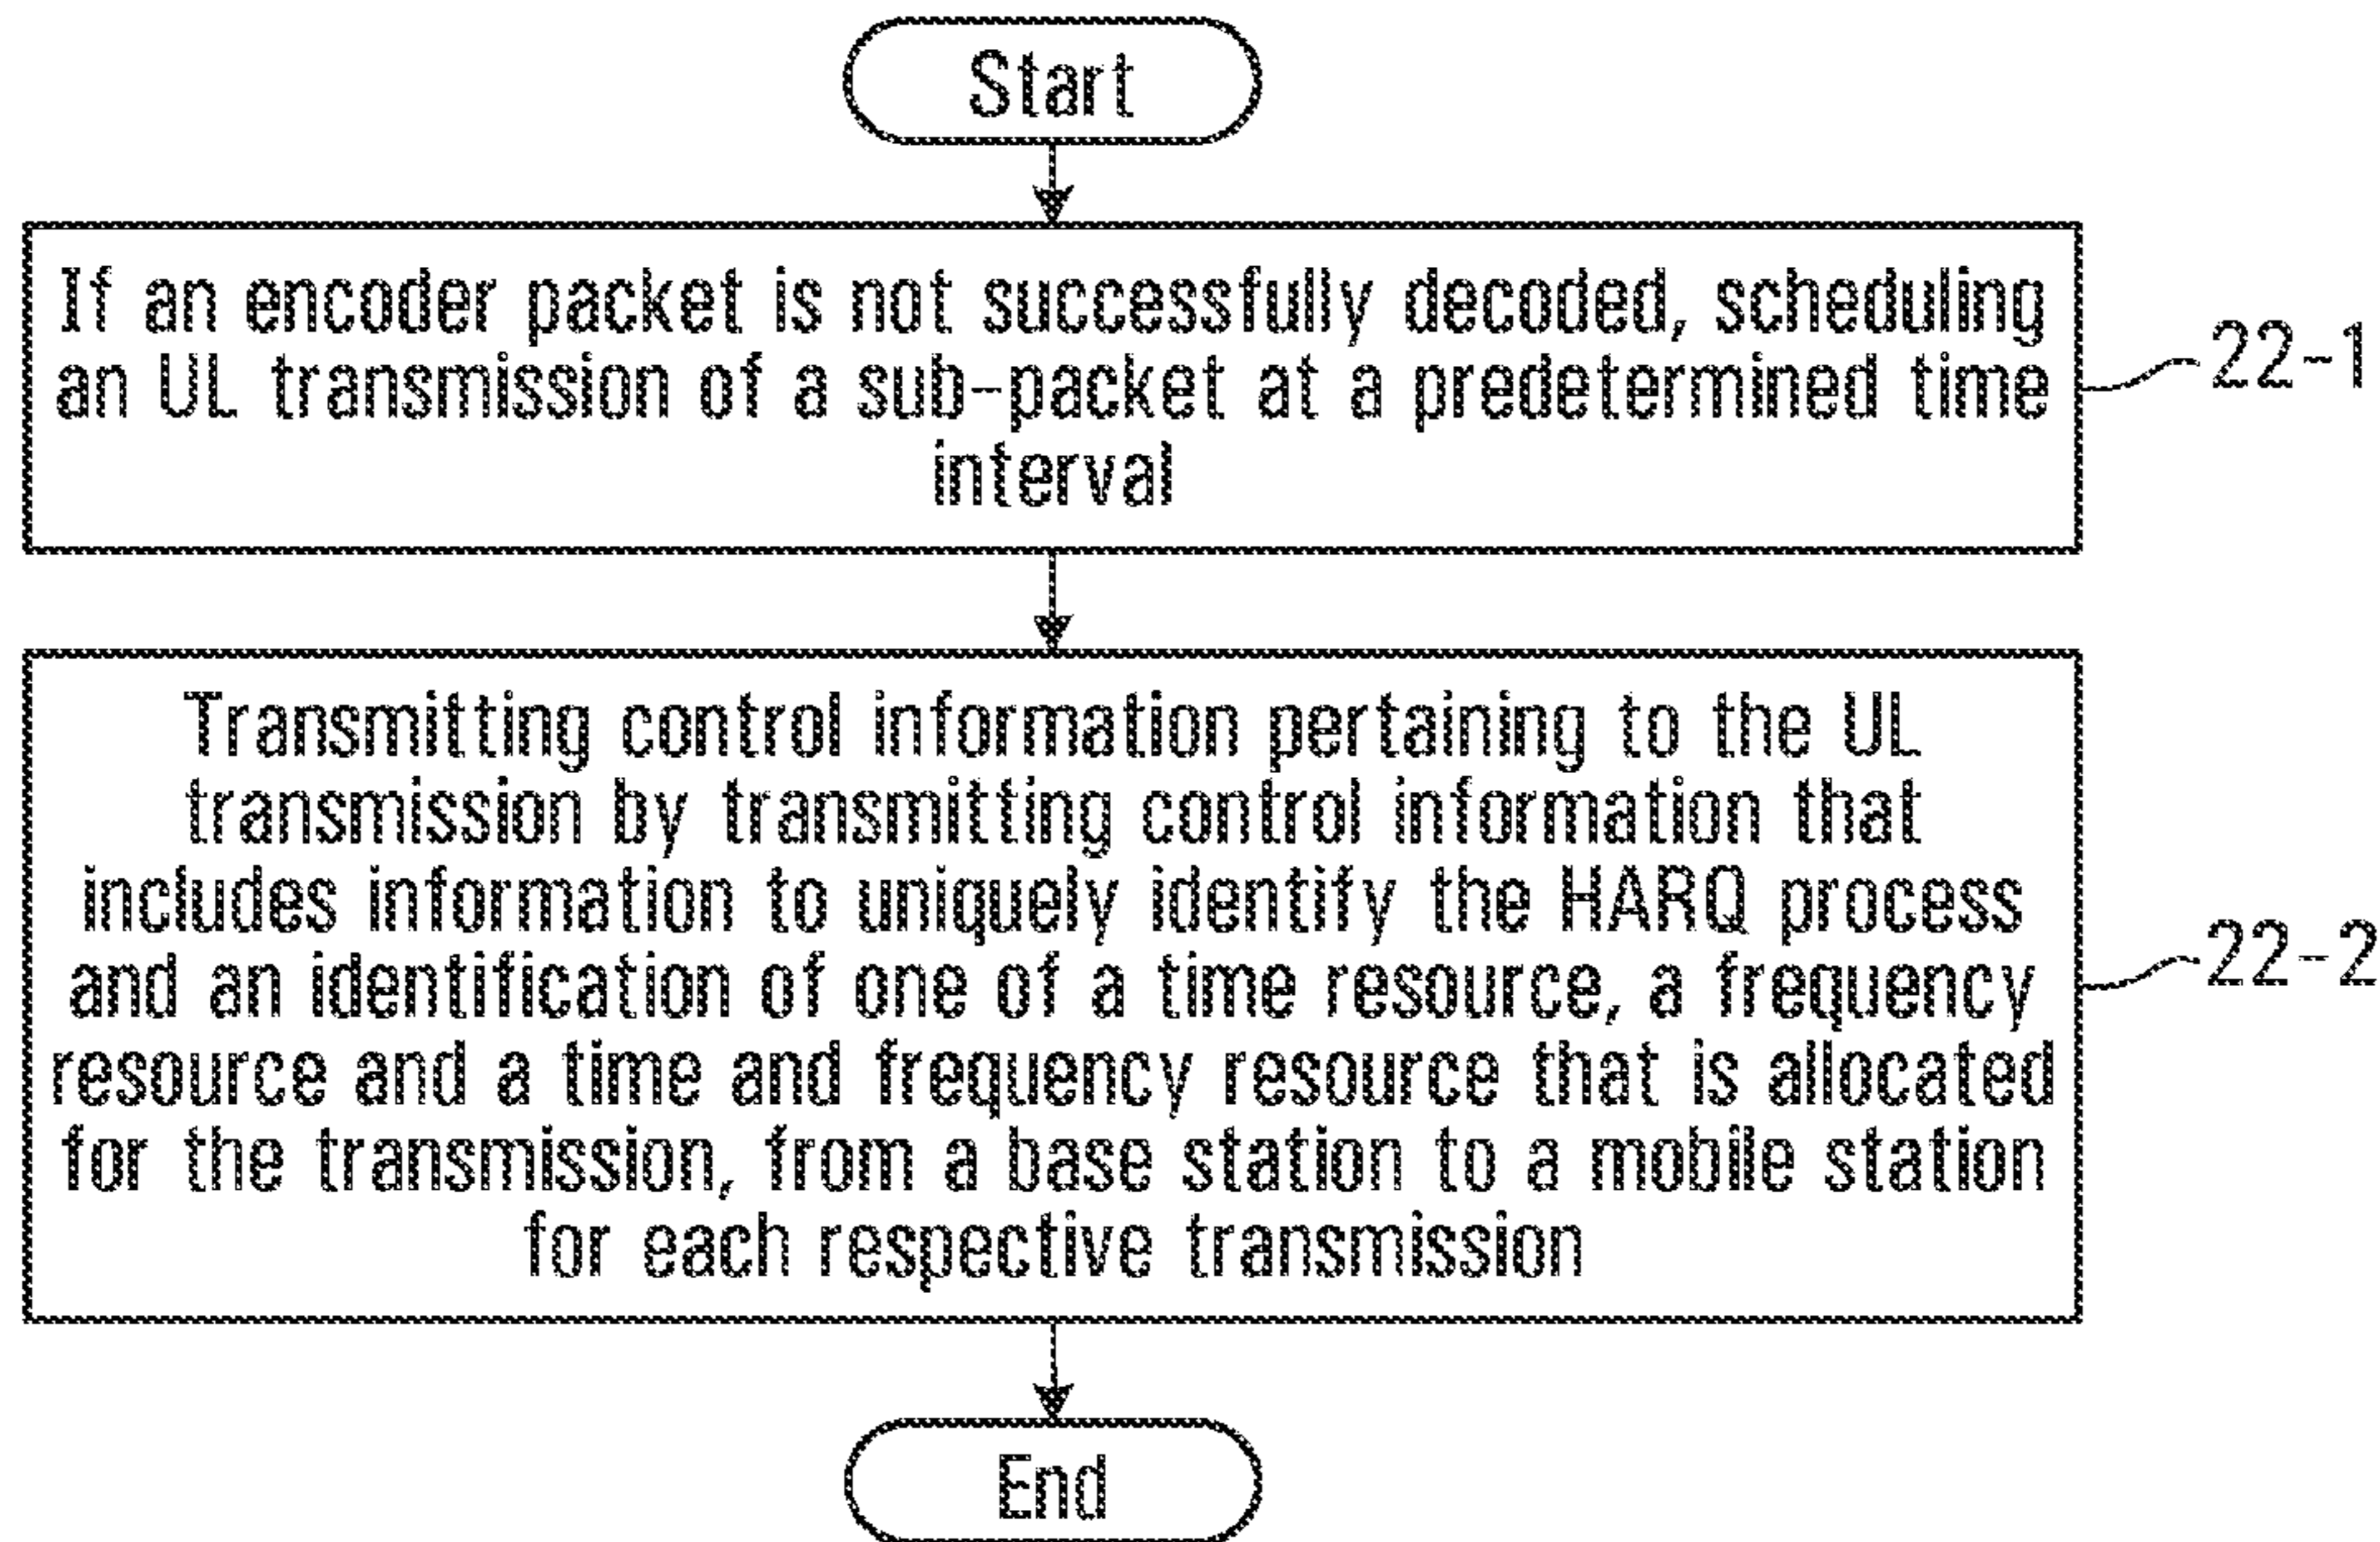 Start
If an encoder packet is not successfully decoded, scheduling
an UL transmission of a sub-packet at a predetermined time
interval
22-1
Transmitting control information pertaining to the UL
transmission by transmitting control information that
includes information to uniquely identify the HARQ process
and an identification of one of a time resource, a frequency
resource and a time and frequency resource that is allocated
for the transmission, from a base station to a mobile station
for each respective transmission
22-2
End